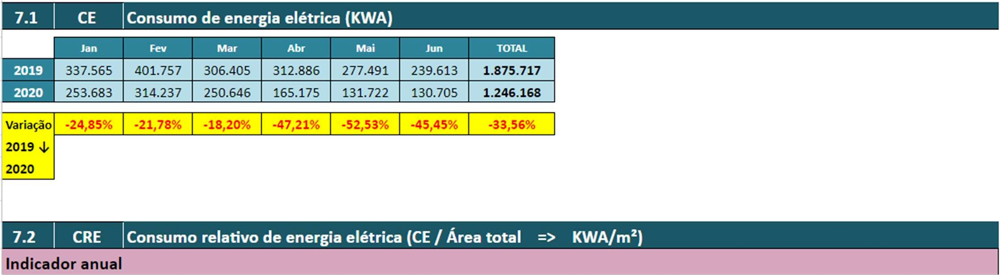 7.1 CE Consumo de energia elétrica (KWA)
Jan Fev Mar Abr Mai Jun TOTAL
2019 337.565 401.757 306.405 312.886 277.491 239.613 1.875.717
2020 253.683 314.237 250.646 165.175 131.722 130.705 1.246.168
Variação -24,85% -21,78% -18,20% -47,21% -52,53% -45,45% -33,56%
2019 ↓
2020
7.2 CRE Consumo relativo de energia elétrica (CE / Área total => KWA/m²)
Indicador anual